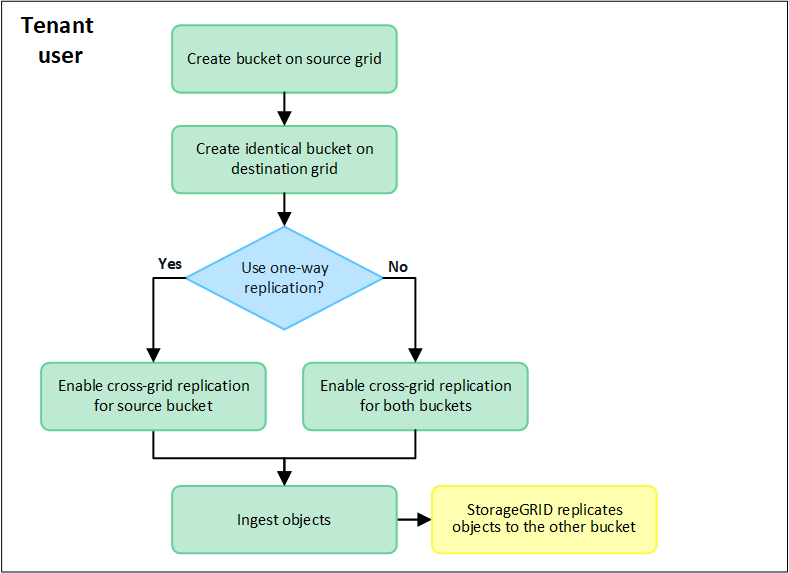 Tenant
user
Create bucket on source grid
Create identical bucket on
destination grid
Use one-way
replication?
Yes
No
Enable cross-grid replication
for source bucket
Enable cross-grid replication
for both buckets
Ingest objects
StorageGRID replicates
objects to the other bucket